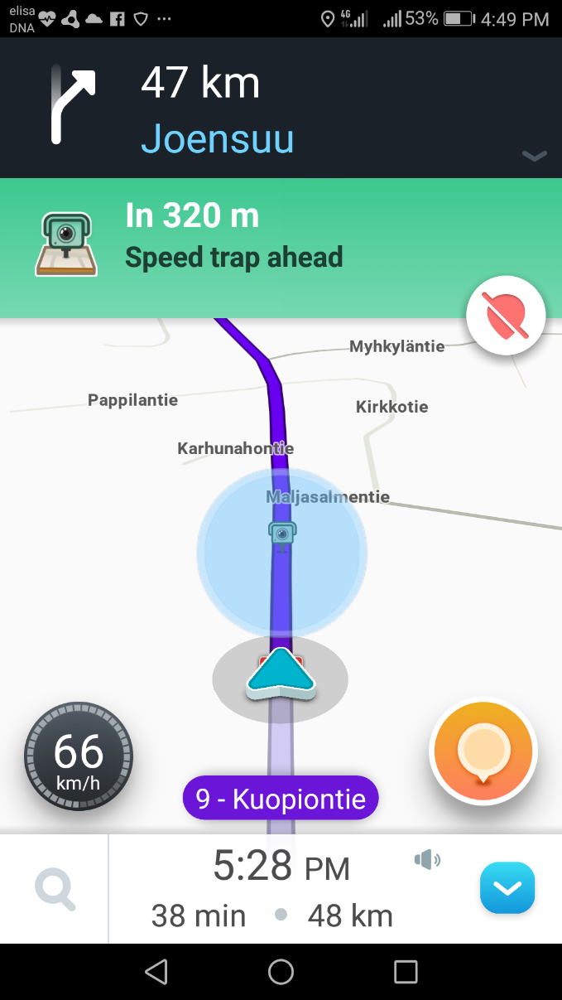 elisa
DNA
4G
53%
4:49 PM
47 km
Joensuu
In 320 m
Speed trap ahead
Myhkyläntie
Pappilantie
Kirkkotie
Karhunahontie
Maljasalmentie
66
km/h
9 - Kuopiontie
5:28 PM
38 min • 48 km